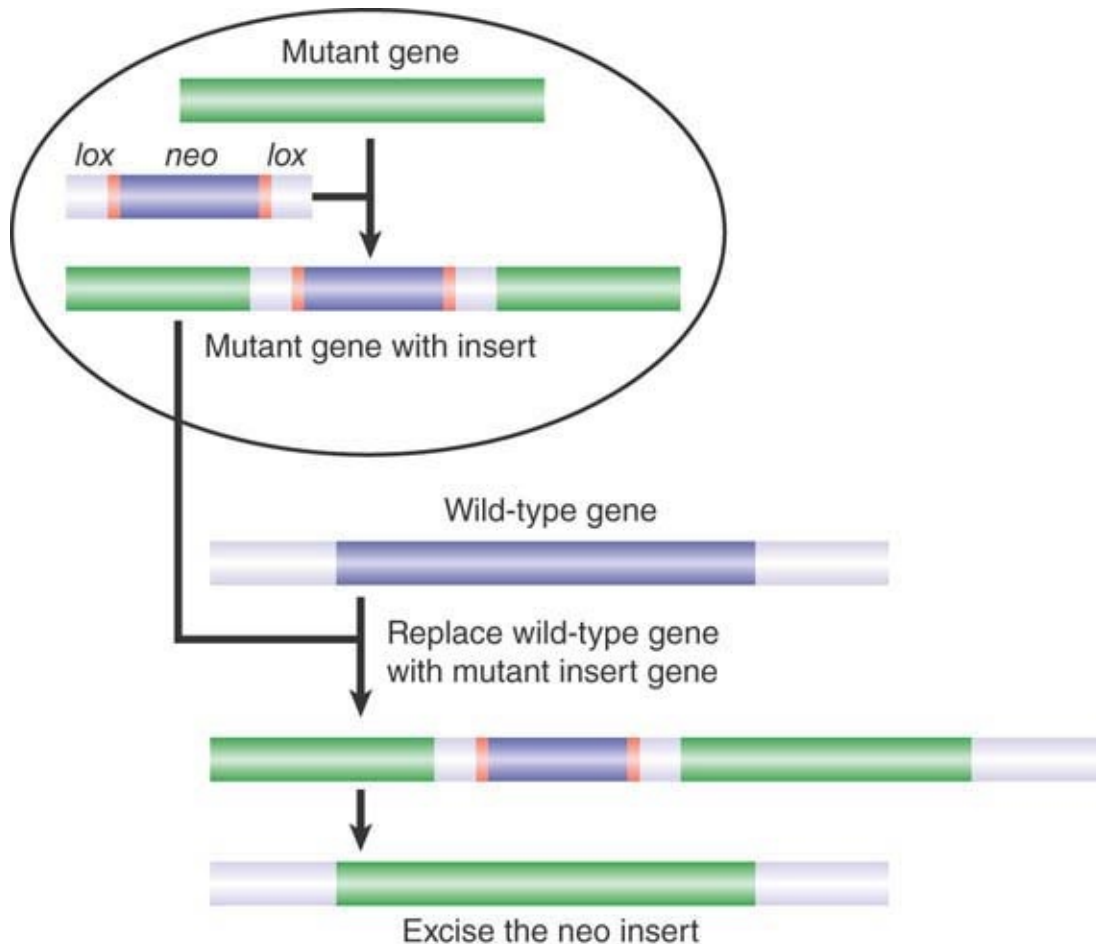 Mutant gene
lox neo lox
Mutant gene with insert
Wild-type gene
Replace wild-type gene
with mutant insert gene
Excise the neo insert